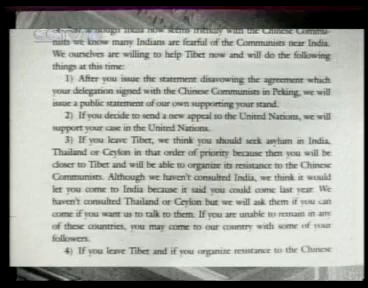 though India now seems friendly with the Chinese Commu-
nists we know many Indians are fearful of the Communists near India.
We ourselves are willing to help Tibet now and will do the following
things at this time:
1) After you issue the statement disavowing the agreement which
your delegation signed with the Chinese Communists in Peking, we will
issue a public statement of our own supporting your stand.
2) If you decide to send a new appeal to the United Nations, we will
support your case in the United Nations.
3) If you leave Tibet, we think you should seek asylum in India,
Thailand or Ceylon in that order of priority because then you will be
closer to Tibet and will be able to organize its resistance to the Chinese
Communists. Although we haven't consulted India, we think it would
let you come to India because it said you could come last year. We
haven't consulted Thailand or Ceylon but we will ask them if you can
come if you want us to talk to them. If you are unable to remain in any
of these countries, you may come to our country with some of your
followers.
4) If you leave Tibet and if you organize resistance to the Chinese